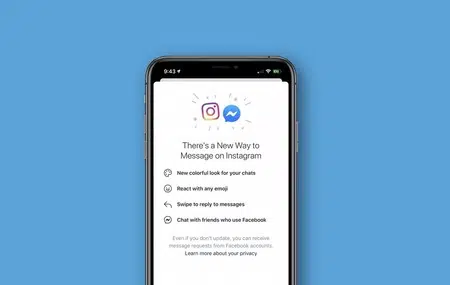 9:43
There's a New Way to
Message on Instagram
New colorful look for your chats
React with any emoji
Swipe to reply to messages
Chat with friends who use Facebook
Even if you don't update, you can receive
message requests from Facebook accounts.
Learn more about your privacy.